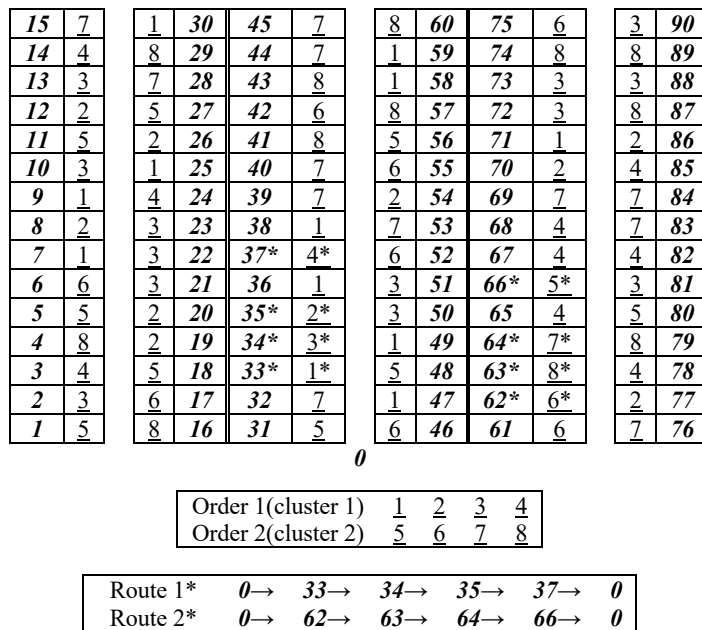 15 7 1 30 45 7 8 60 75 6 3 90
14 4 8 29 44 7 1 59 74 8 8 89
13 3 7 28 43 8 1 58 73 3 3 88
12 2 5 27 42 6 8 57 72 3 8 87
11 5 2 26 41 8 5 56 71 1 2 86
10 3 1 25 40 7 6 55 70 2 4 85
9 1 4 24 39 7 2 54 69 7 7 84
8 2 3 23 38 1 7 53 68 4 7 83
7 1 3 22 37* 4* 6 52 67 4 4 82
6 6 3 21 36 1 3 51 66* 5* 3 81
5 5 2 20 35* 2* 3 50 65 4 5 80
4 8 2 19 34* 3* 1 49 64* 7* 8 79
3 4 5 18 33* 1* 5 48 63* 8* 4 78
2 3 6 17 32 7 1 47 62* 6* 2 77
1 5 8 16 31 5 6 46 61 6 7 76
0
Order 1(cluster 1) 1 2 3 4
Order 2(cluster 2) 5 6 7 8
Route 1* 0→ 33→ 34→ 35→ 37→ 0
Route 2* 0→ 62→ 63→ 64→ 66→ 0